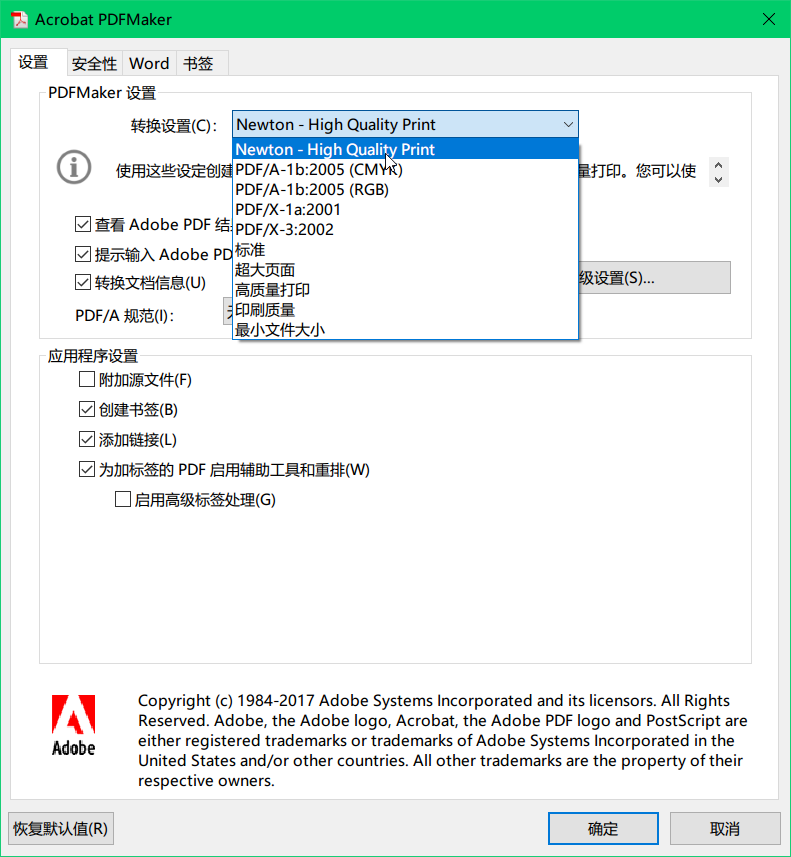 Acrobat PDFMaker
设置 安全性 Word 书签
PDFMaker 设置
转换设置(C): Newton - High Quality Print
Newton - High Quality Print
使用这些设定创建 量打印。您可以使
PDF/A-1b:2005 (CMYK)
PDF/A-1b:2005 (RGB)
PDF/X-1a:2001
查看 Adobe PDF 结
PDF/X-3:2002
提示输入 Adobe PD
标准
超大页面
转换文档信息(U) 级设置(S)...
高质量打印
PDF/A 规范(I):
印刷质量
最小文件大小
应用程序设置
附加源文件(F)
创建书签(B)
添加链接(L)
为加标签的 PDF 启用辅助工具和重排(W)
启用高级标签处理(G)
Adobe
Copyright (c) 1984-2017 Adobe Systems Incorporated and its licensors. All Rights
Reserved. Adobe, the Adobe logo, Acrobat, the Adobe PDF logo and PostScript are
either registered trademarks or trademarks of Adobe Systems Incorporated in the
United States and/or other countries. All other trademarks are the property of their
respective owners.
恢复默认值(R) 确定 取消